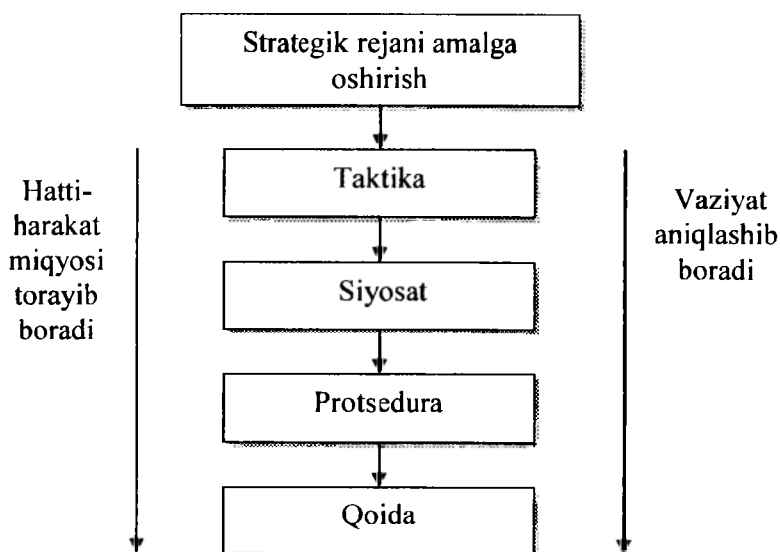 Strategik rejani amalga
oshirish
Taktika
Hatti-
harakat
miqyosi
torayib
boradi
Vaziyat
aniqlashib
boradi
Siyosat
Protsedura
Qoida